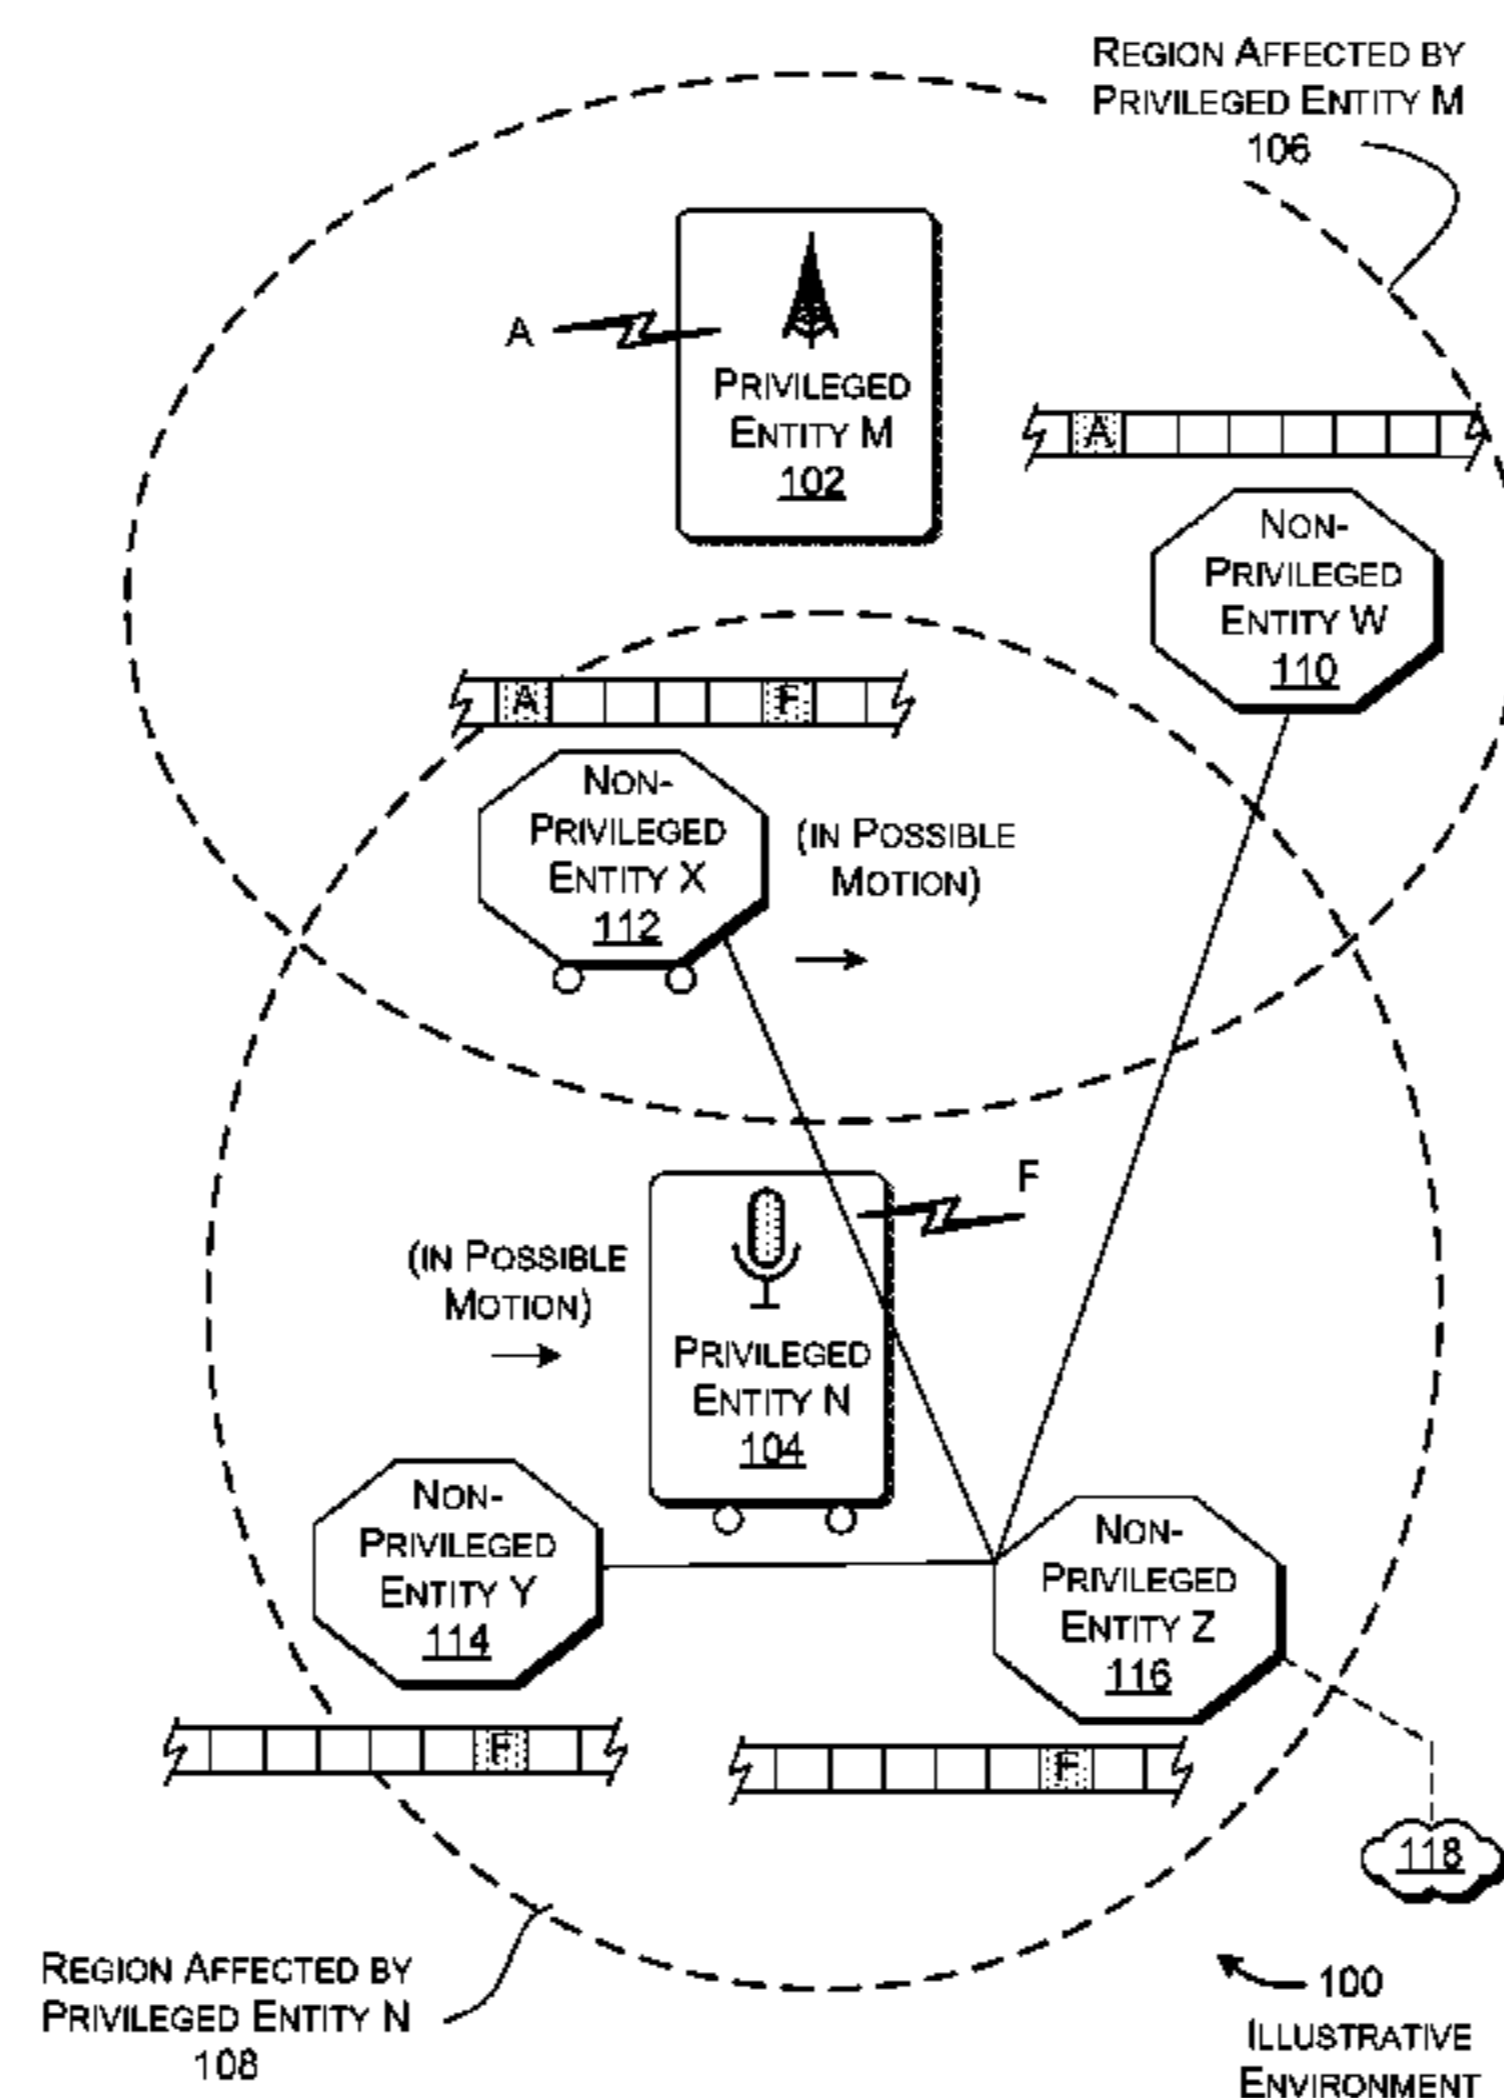 REGION AFFECTED BY
PRIVILEGED ENTITY M
106
A
PRIVILEGED
ENTITY M
102
A
NON-
PRIVILEGED
ENTITY W
110
A F
NON-
PRIVILEGED
ENTITY X
112
(IN POSSIBLE
MOTION)
F
(IN POSSIBLE
MOTION)
PRIVILEGED
ENTITY N
104
NON-
PRIVILEGED
ENTITY Y
114
NON-
PRIVILEGED
ENTITY Z
116
F
F
118
REGION AFFECTED BY
PRIVILEGED ENTITY N
108
100
ILLUSTRATIVE
ENVIRONMENT